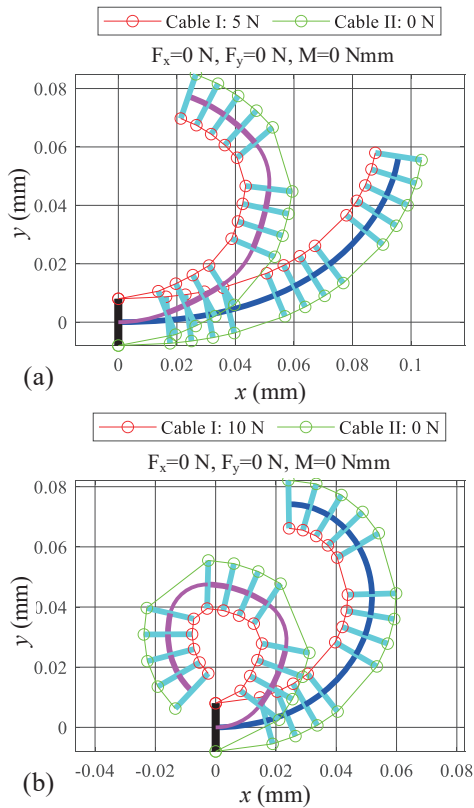 Cable I: 5 N Cable II: 0 N
F_x=0 N, F_y=0 N, M=0 Nmm
0.08
0.06
0.04
0.02
0
y (mm)
0 0.02 0.04 0.06 0.08 0.1
x (mm)
(a)
Cable I: 10 N Cable II: 0 N
F_x=0 N, F_y=0 N, M=0 Nmm
0.08
0.06
0.04
0.02
0
y (mm)
-0.04 -0.02 0 0.02 0.04 0.06 0.08
x (mm)
(b)